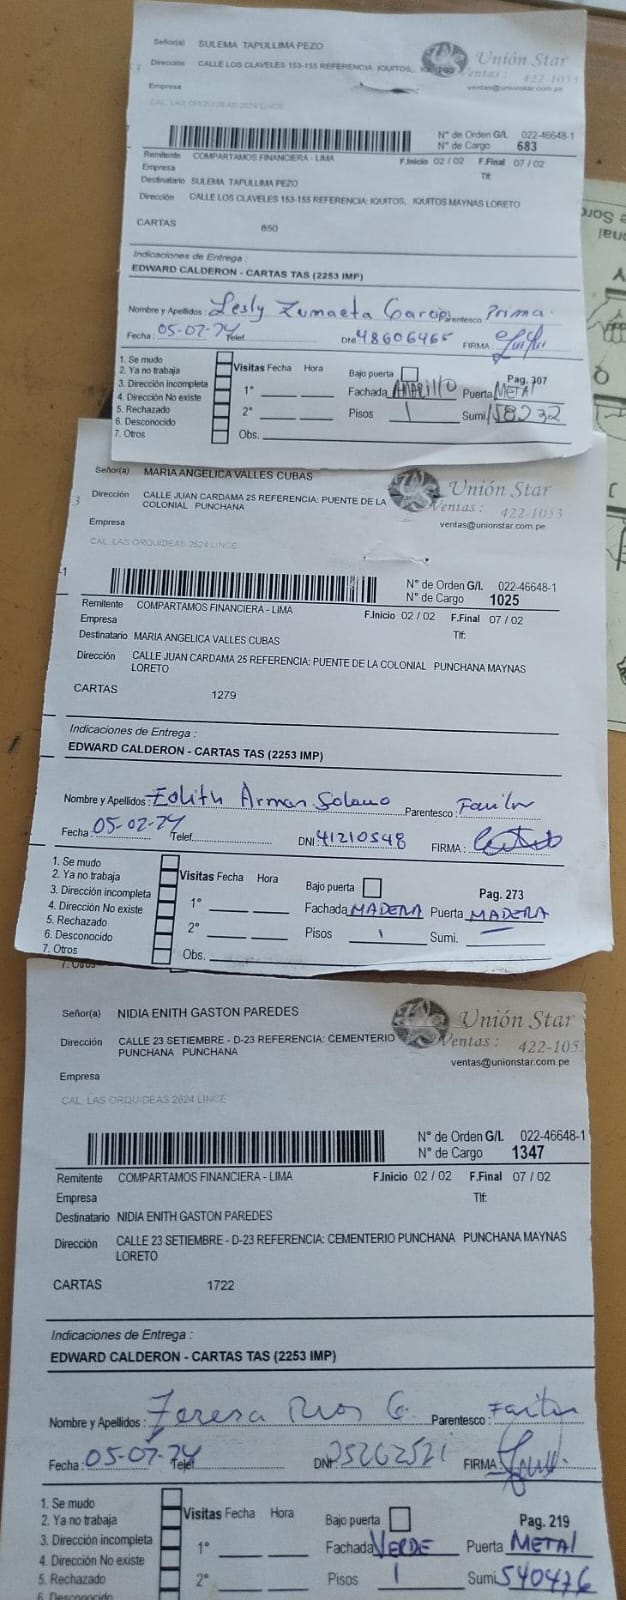 Señor(a) SULEMA TAPULLIMA PEZO
Dirección CALLE LOS CLAVELES 153-155 REFERENCIA: IQUITOS,
Unión Star
Ventas : 422-1053
Empresa
ventas@unionstar.com.pe
CAL. LAS ORQUIDEAS 2624 LINCE
N° de Orden G/I. 022-46648-1
N° de Cargo 683
Remitente COMPARTAMOS FINANCIERA - LIMA F.Inicio 02 / 02 F.Final 07 / 02
Empresa Tlf:
Destinatario SULEMA TAPULLIMA PEZO
Dirección CALLE LOS CLAVELES 153-155 REFERENCIA: IQUITOS, IQUITOS MAYNAS LORETO
CARTAS 850
Indicaciones de Entrega :
EDWARD CALDERON - CARTAS TAS (2253 IMP)
Nombre y Apellidos : Lesly Zumaeta Garcia Parentesco Prima
Fecha : 05-02-24 Telef. DNI 48606465 FIRMA :
1. Se mudo
2. Ya no trabaja
3. Dirección incompleta
4. Dirección No existe
5. Rechazado
6. Desconocido
7. Otros
Visitas Fecha Hora Bajo puerta Pag. 307
1° Fachada AMARILLO Puerta METAL
2° Pisos 1 Sumi. 158232
Obs.
Señor(a) MARIA ANGELICA VALLES CUBAS
Dirección CALLE JUAN CARDAMA 25 REFERENCIA: PUENTE DE LA
COLONIAL PUNCHANA
Unión Star
Ventas : 422-1053
Empresa
ventas@unionstar.com.pe
CAL. LAS ORQUIDEAS 2624 LINCE
N° de Orden G/I. 022-46648-1
N° de Cargo 1025
Remitente COMPARTAMOS FINANCIERA - LIMA F.Inicio 02 / 02 F.Final 07 / 02
Empresa Tlf:
Destinatario MARIA ANGELICA VALLES CUBAS
Dirección CALLE JUAN CARDAMA 25 REFERENCIA: PUENTE DE LA COLONIAL PUNCHANA MAYNAS
LORETO
CARTAS 1279
Indicaciones de Entrega :
EDWARD CALDERON - CARTAS TAS (2253 IMP)
Nombre y Apellidos : Edith Solano Parentesco :
Fecha : 05-02-24 Telef. DNI 41210548 FIRMA :
1. Se mudo
2. Ya no trabaja
3. Dirección incompleta
4. Dirección No existe
5. Rechazado
6. Desconocido
7. Otros
Visitas Fecha Hora Bajo puerta Pag. 273
1° Fachada MADERA Puerta MADERA
2° Pisos 1 Sumi.
Obs.
Señor(a) NIDIA ENITH GASTON PAREDES
Dirección CALLE 23 SETIEMBRE - D-23 REFERENCIA: CEMENTERIO
PUNCHANA PUNCHANA
Unión Star
Ventas : 422-105
ventas@unionstar.com.pe
Empresa
CAL. LAS ORQUIDEAS 2624 LINCE
N° de Orden G/I. 022-46648-1
N° de Cargo 1347
Remitente COMPARTAMOS FINANCIERA - LIMA F.Inicio 02 / 02 F.Final 07 / 02
Empresa Tlf:
Destinatario NIDIA ENITH GASTON PAREDES
Dirección CALLE 23 SETIEMBRE - D-23 REFERENCIA: CEMENTERIO PUNCHANA PUNCHANA MAYNAS
LORETO
CARTAS 1722
Indicaciones de Entrega :
EDWARD CALDERON - CARTAS TAS (2253 IMP)
Nombre y Apellidos : Teresa Rios G. Parentesco :
Fecha : 05-02-24 Telef. DNI 25262521 FIRMA
1. Se mudo
2. Ya no trabaja
3. Dirección incompleta
4. Dirección No existe
5. Rechazado
6. Desconocido
Visitas Fecha Hora Bajo puerta Pag. 219
1° Fachada VERDE Puerta METAL
2° Pisos 1 Sumi. 540476